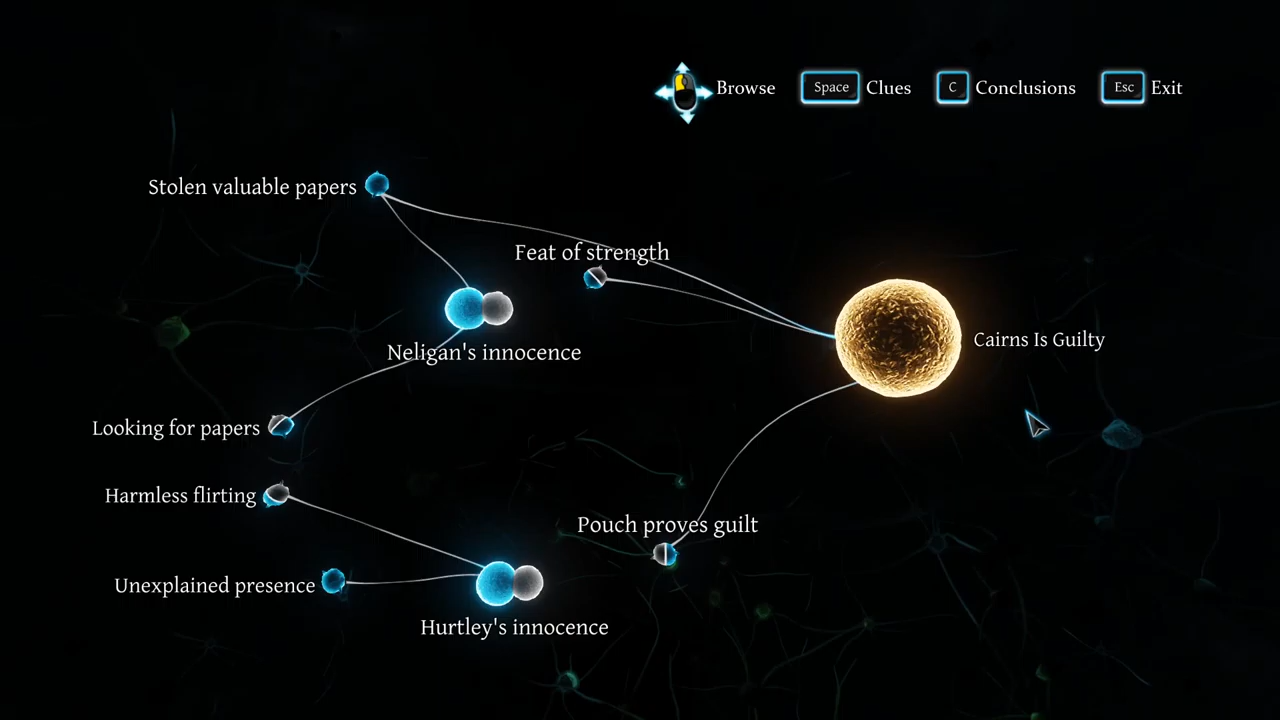 Browse
Space
Clues
C
Conclusions
Esc
Exit
Stolen valuable papers
Feat of strength
Cairns Is Guilty
Neligan's innocence
Looking for papers
Harmless flirting
Pouch proves guilt
Unexplained presence
Hurtley's innocence